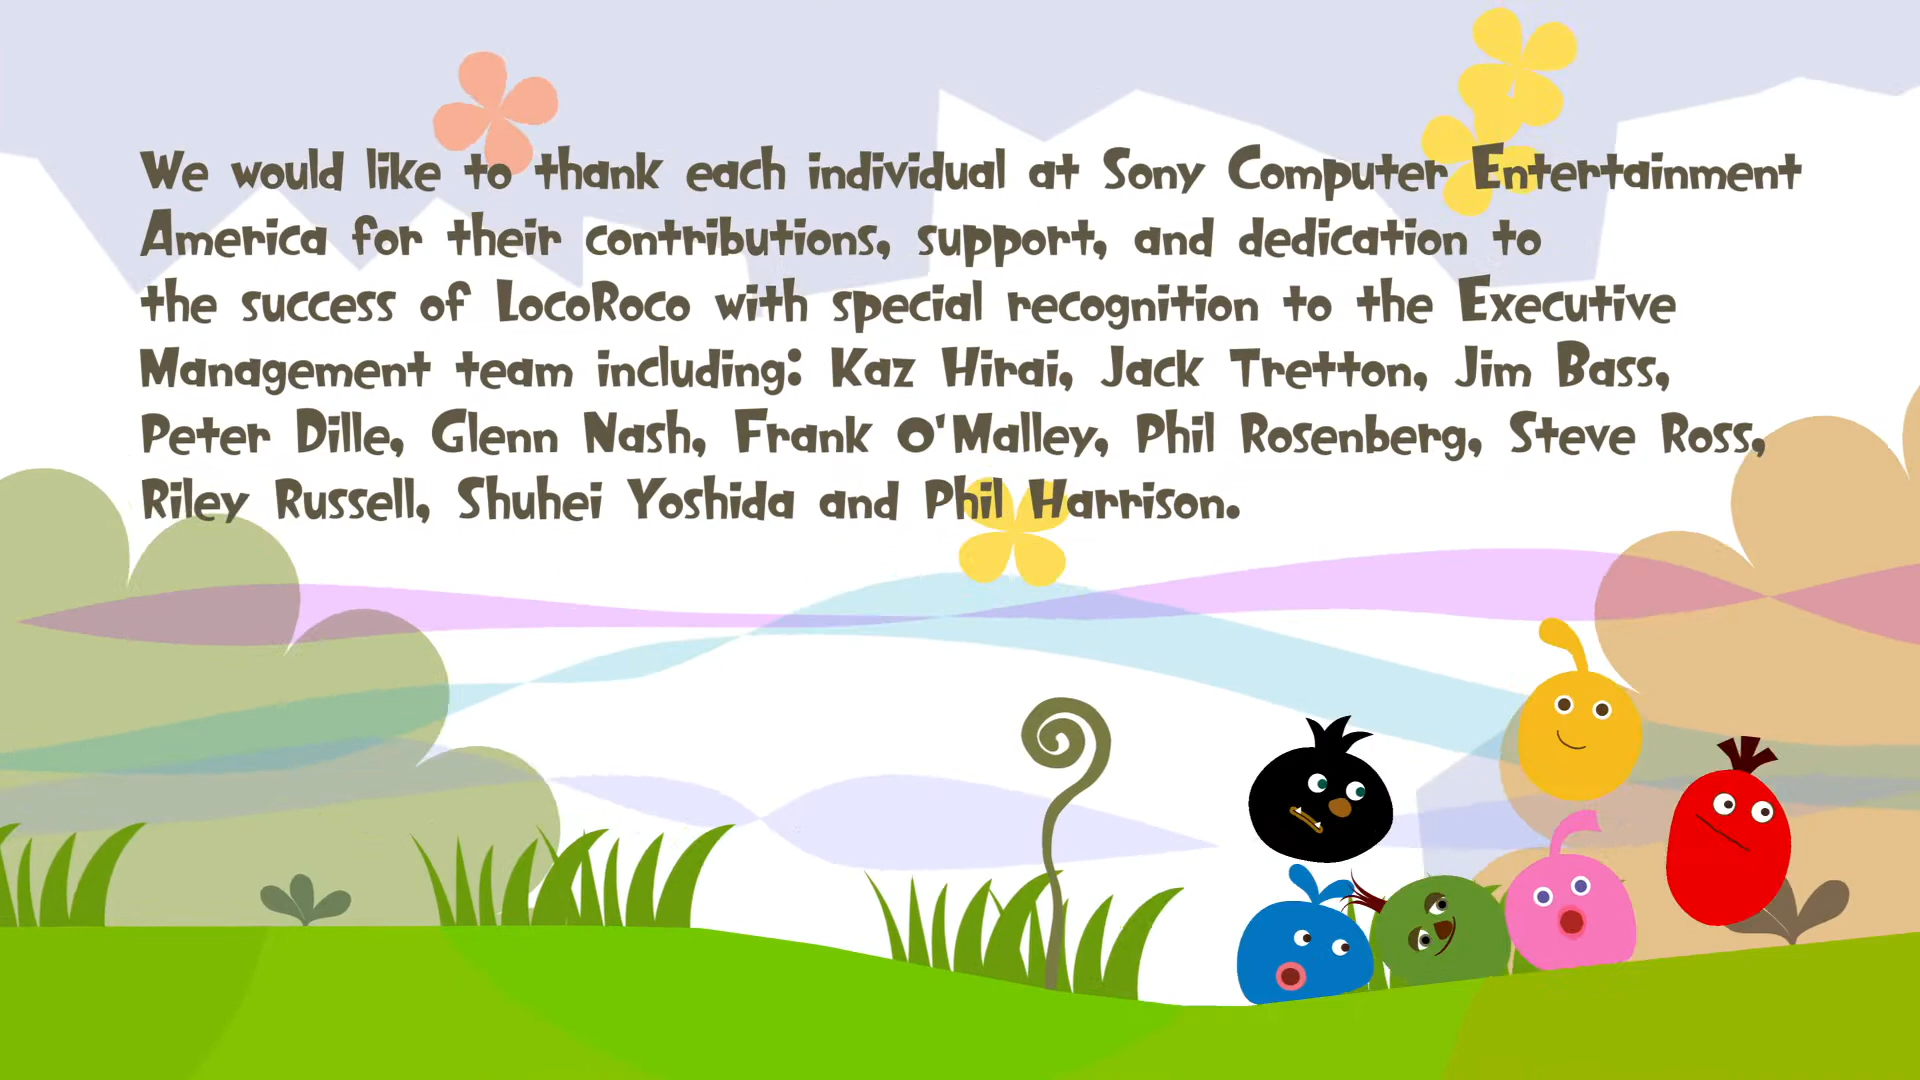 We would like to thank each individual at Sony Computer Entertainment
America for their contributions, support, and dedication to
the success of LocoRoco with special recognition to the Executive
Management team including: Kaz Hirai, Jack Tretton, Jim Bass,
Peter Dille, Glenn Nash, Frank O'Malley, Phil Rosenberg, Steve Ross,
Riley Russell, Shuhei Yoshida and Phil Harrison.